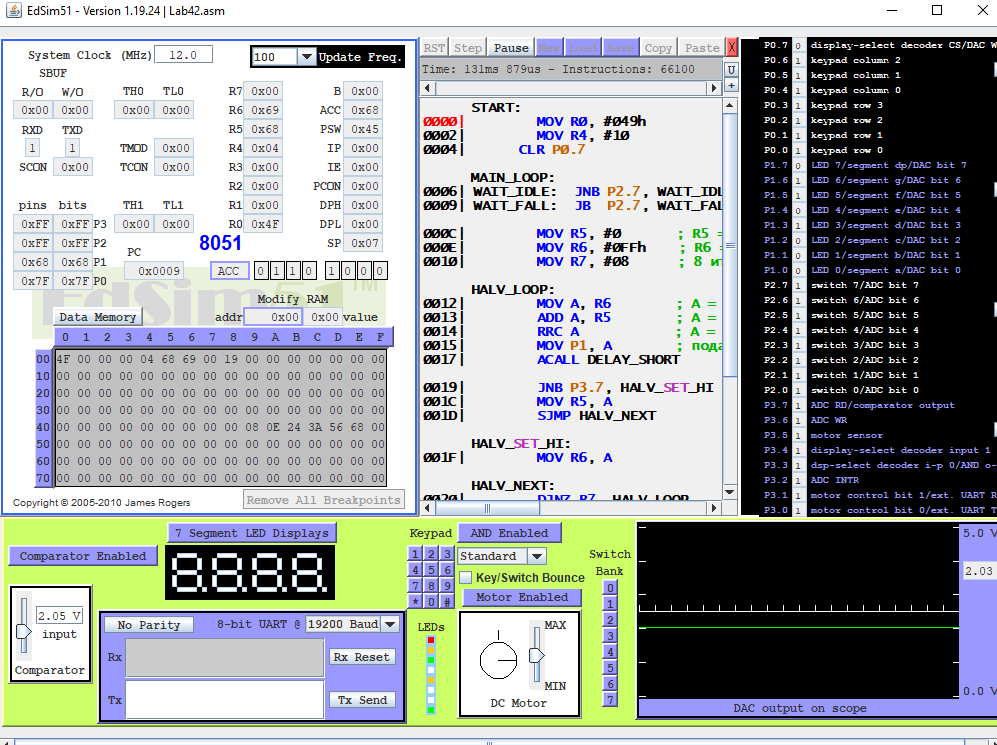 EdSim51 - Version 1.19.24 | Lab42.asm
System Clock (MHz) 12.0
100 Update Freq.
SBUF
R/O W/O TH0 TL0
0x00 0x00 0x00 0x00
RXD TXD
1 1
TMOD 0x00
SCON 0x00 TCON 0x00
pins bits TH1 TL1
0xFF 0xFF P3 0x00 0x00
0xFF 0xFF P2
0x68 0x68 P1
0x7F 0x7F P0
PC
0x0009
8051
R7 0x00 B 0x00
R6 0x69 ACC 0x68
R5 0x68 PSW 0x45
R4 0x04 IP 0x00
R3 0x00 IE 0x00
R2 0x00 PCON 0x00
R1 0x0F DPH 0x00
R0 0x4F DPL 0x00
SP 0x07
ACC 0 1 1 0 1 0 0 0
EdSim51™
Modify RAM
Data Memory addr 0x00 0x00 value
0 1 2 3 4 5 6 7 8 9 A B C D E F
00 4F 00 00 00 04 68 69 00 19 00 00 00 00 00 00 00
10 00 00 00 00 00 00 00 00 00 00 00 00 00 00 00 00
20 00 00 00 00 00 00 00 00 00 00 00 00 00 00 00 00
30 00 00 00 00 00 00 00 00 00 00 00 00 00 00 00 00
40 00 00 00 00 00 00 00 00 00 08 0E 24 3A 56 68 00
50 00 00 00 00 00 00 00 00 00 00 00 00 00 00 00 00
60 00 00 00 00 00 00 00 00 00 00 00 00 00 00 00 00
70 00 00 00 00 00 00 00 00 00 00 00 00 00 00 00 00
Copyright © 2005-2010 James Rogers Remove All Breakpoints
RST Step Pause New Load Save Copy Paste X
Time: 131ms 879us - Instructions: 66100
U
+
START:
0000| MOV R0, #049h
0002| MOV R4, #10
0004| CLR P0.7
MAIN_LOOP:
0006| WAIT_IDLE: JNB P2.7, WAIT_IDL
0009| WAIT_FALL: JB P2.7, WAIT_FAL
000C| MOV R5, #0 ; R5 =
000E| MOV R6, #0FFh ; R6 =
0010| MOV R7, #08 ; 8 ит
HALV_LOOP:
0012| MOV A, R6 ; A =
0013| ADD A, R5 ; A =
0014| RRC A ; A =
0015| MOV P1, A ; пода
0017| ACALL DELAY_SHORT
0019| JNB P3.7, HALV_SET_HI
001C| MOV R5, A
001D| SJMP HALV_NEXT
HALV_SET_HI:
001F| MOV R6, A
HALV_NEXT:
0020| DJNZ R7, HALV_LOOP
P0.7 0 display-select decoder CS/DAC W
P0.6 1 keypad column 2
P0.5 1 keypad column 1
P0.4 1 keypad column 0
P0.3 1 keypad row 3
P0.2 1 keypad row 2
P0.1 1 keypad row 1
P0.0 1 keypad row 0
P1.7 0 LED 7/segment dp/DAC bit 7
P1.6 1 LED 6/segment g/DAC bit 6
P1.5 1 LED 5/segment f/DAC bit 5
P1.4 0 LED 4/segment e/DAC bit 4
P1.3 1 LED 3/segment d/DAC bit 3
P1.2 0 LED 2/segment c/DAC bit 2
P1.1 0 LED 1/segment b/DAC bit 1
P1.0 0 LED 0/segment a/DAC bit 0
P2.7 1 switch 7/ADC bit 7
P2.6 1 switch 6/ADC bit 6
P2.5 1 switch 5/ADC bit 5
P2.4 1 switch 4/ADC bit 4
P2.3 1 switch 3/ADC bit 3
P2.2 1 switch 2/ADC bit 2
P2.1 1 switch 1/ADC bit 1
P2.0 1 switch 0/ADC bit 0
P3.7 1 ADC RD/comparator output
P3.6 1 ADC WR
P3.5 1 motor sensor
P3.4 1 display-select decoder input 1
P3.3 1 dsp-select decoder i-p 0/AND o-
P3.2 1 ADC INTR
P3.1 1 motor control bit 1/ext. UART R
P3.0 1 motor control bit 0/ext. UART T
Comparator Enabled
2.05 V
input
Comparator
7 Segment LED Displays
8.8.8.8.
No Parity 8-bit UART @ 19200 Baud
Rx Rx Reset
Tx Tx Send
Keypad
1 2 3
4 5 6
7 8 9
* 0 #
AND Enabled
Standard
Key/Switch Bounce
Motor Enabled
LEDs
MAX
MIN
DC Motor
Switch
Bank
0
1
2
3
4
5
6
7
5.0 V
2.03
0.0 V
DAC output on scope